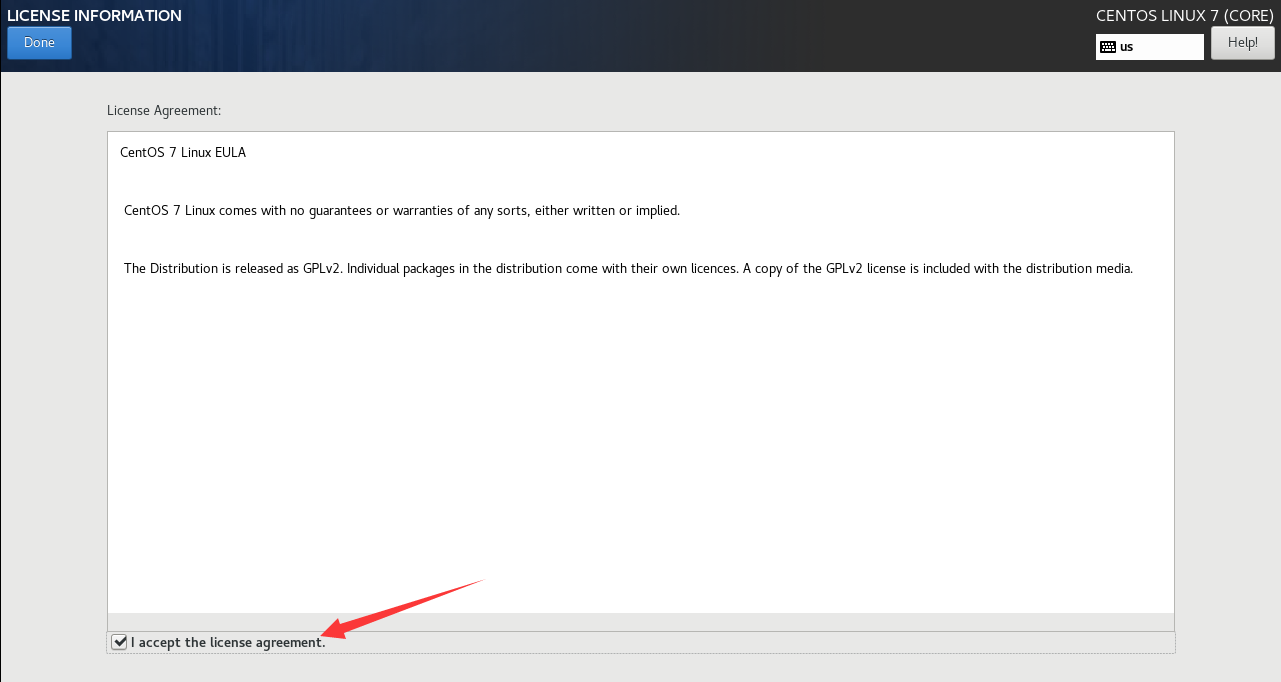 LICENSE INFORMATION
CENTOS LINUX 7 (CORE)
Done
us
Help!
License Agreement:
CentOS 7 Linux EULA
CentOS 7 Linux comes with no guarantees or warranties of any sorts, either written or implied.
The Distribution is released as GPLv2. Individual packages in the distribution come with their own licences. A copy of the GPLv2 license is included with the distribution media.
I accept the license agreement.